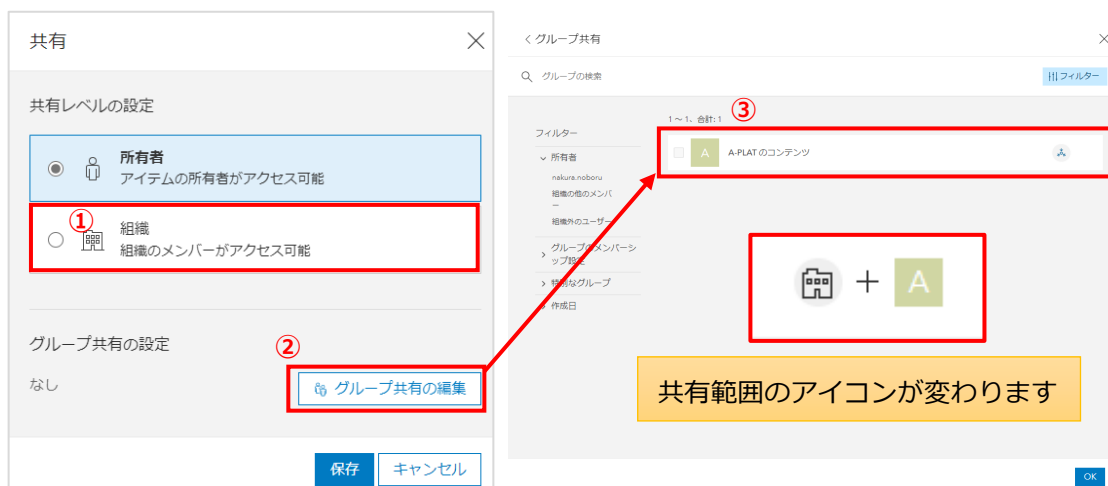 共有
共有レベルの設定
所有者
アイテムの所有者がアクセス可能
①
組織
組織のメンバーがアクセス可能
グループ共有の設定
②
なし
グループ共有の編集
保存
キャンセル
グループ共有
グループの検索
フィルター
1 ～ 1、合計: 1
③
フィルター
所有者
nakura.noboru
組織の他のメンバ
ー
組織外のユーザー
グループのメンバーシ
ップ設定
特別なグループ
作成日
A
A-PLAT のコンテンツ
+
A
共有範囲のアイコンが変わります
OK